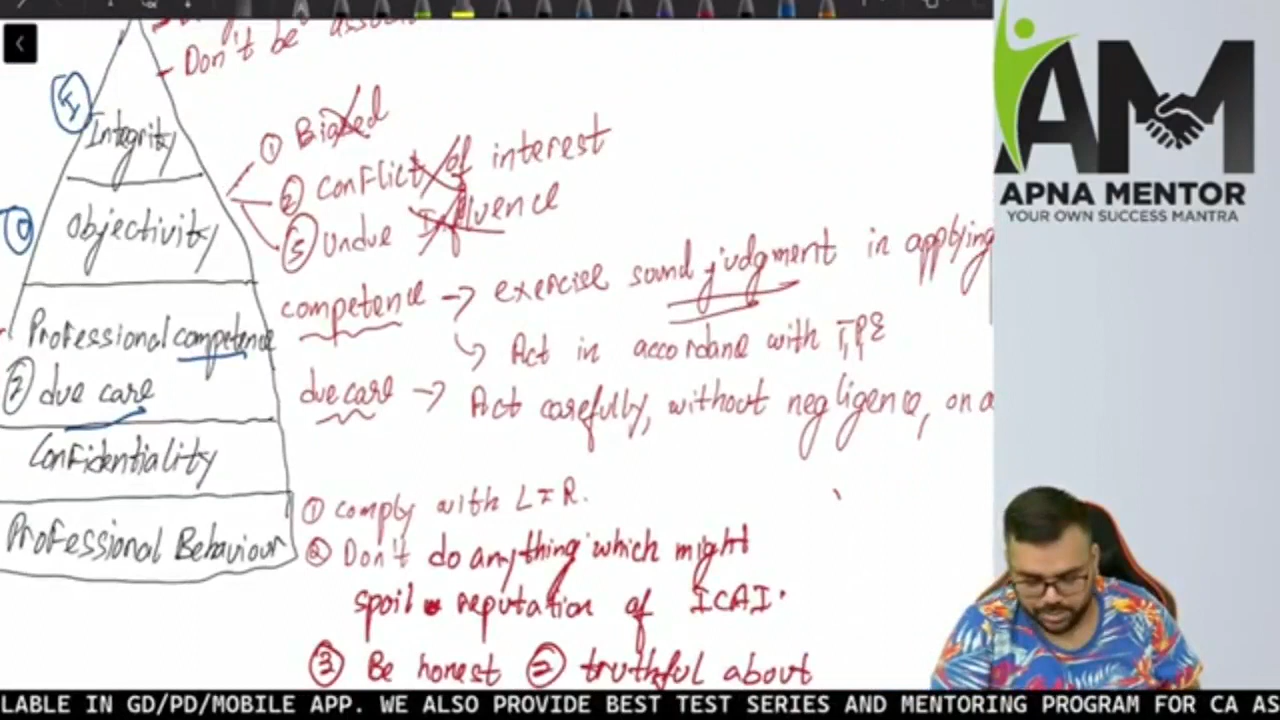 Don't be
I
Integrity
① Biased
② Conflict of interest
③ Undue Influence
O
Objectivity
Professional competence
② due care
competence → exercise sound judgment in applying
↳ Act in accordance with
due care → Act carefully, without negligence, on a
Confidentiality
Professional Behaviour
① comply with L&R.
② Don't do anything which might
spoil reputation of ICAI.
③ Be honest & truthful about
AM
APNA MENTOR
YOUR OWN SUCCESS MANTRA
LABLE IN GD/PD/MOBILE APP. WE ALSO PROVIDE BEST TEST SERIES AND MENTORING PROGRAM FOR CA AS